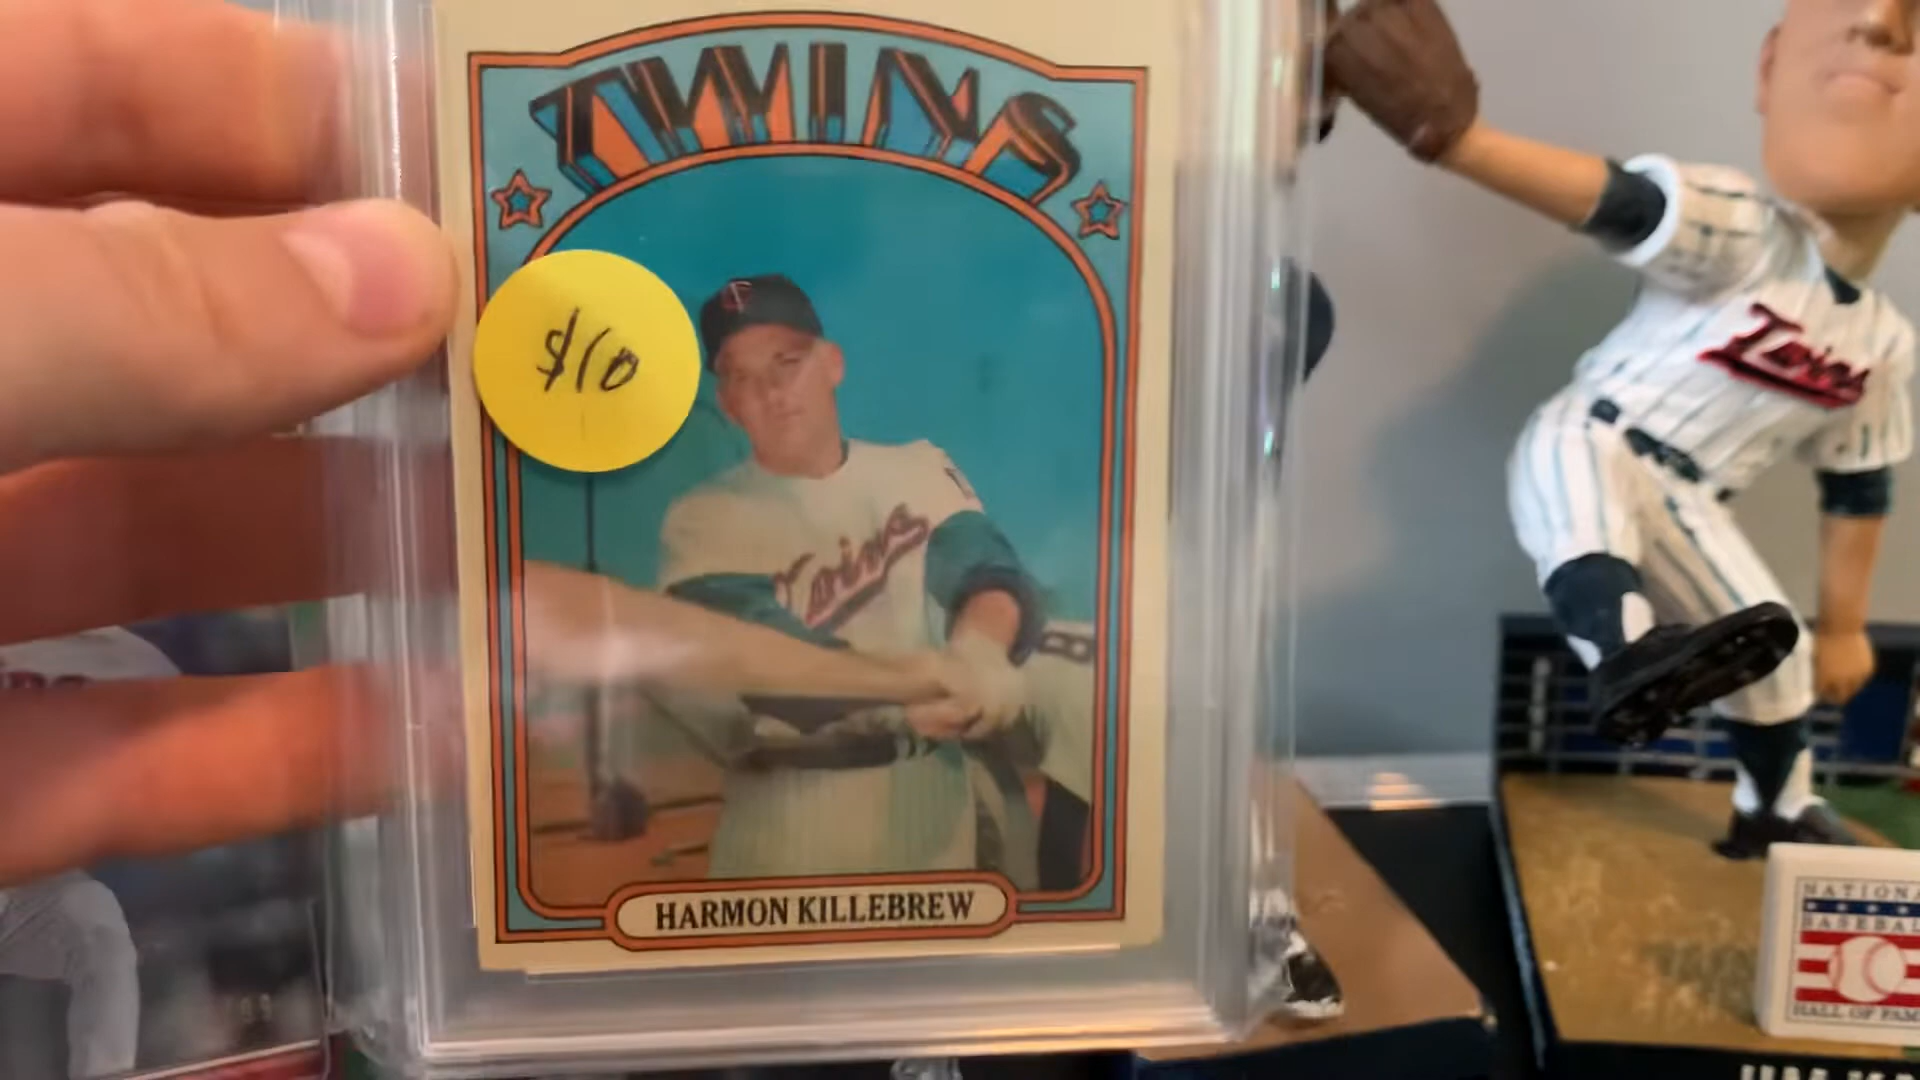 TWINS
$10
Twins
HARMON KILLEBREW
Twins
NATIONAL
BASEBALL
HALL OF FAME